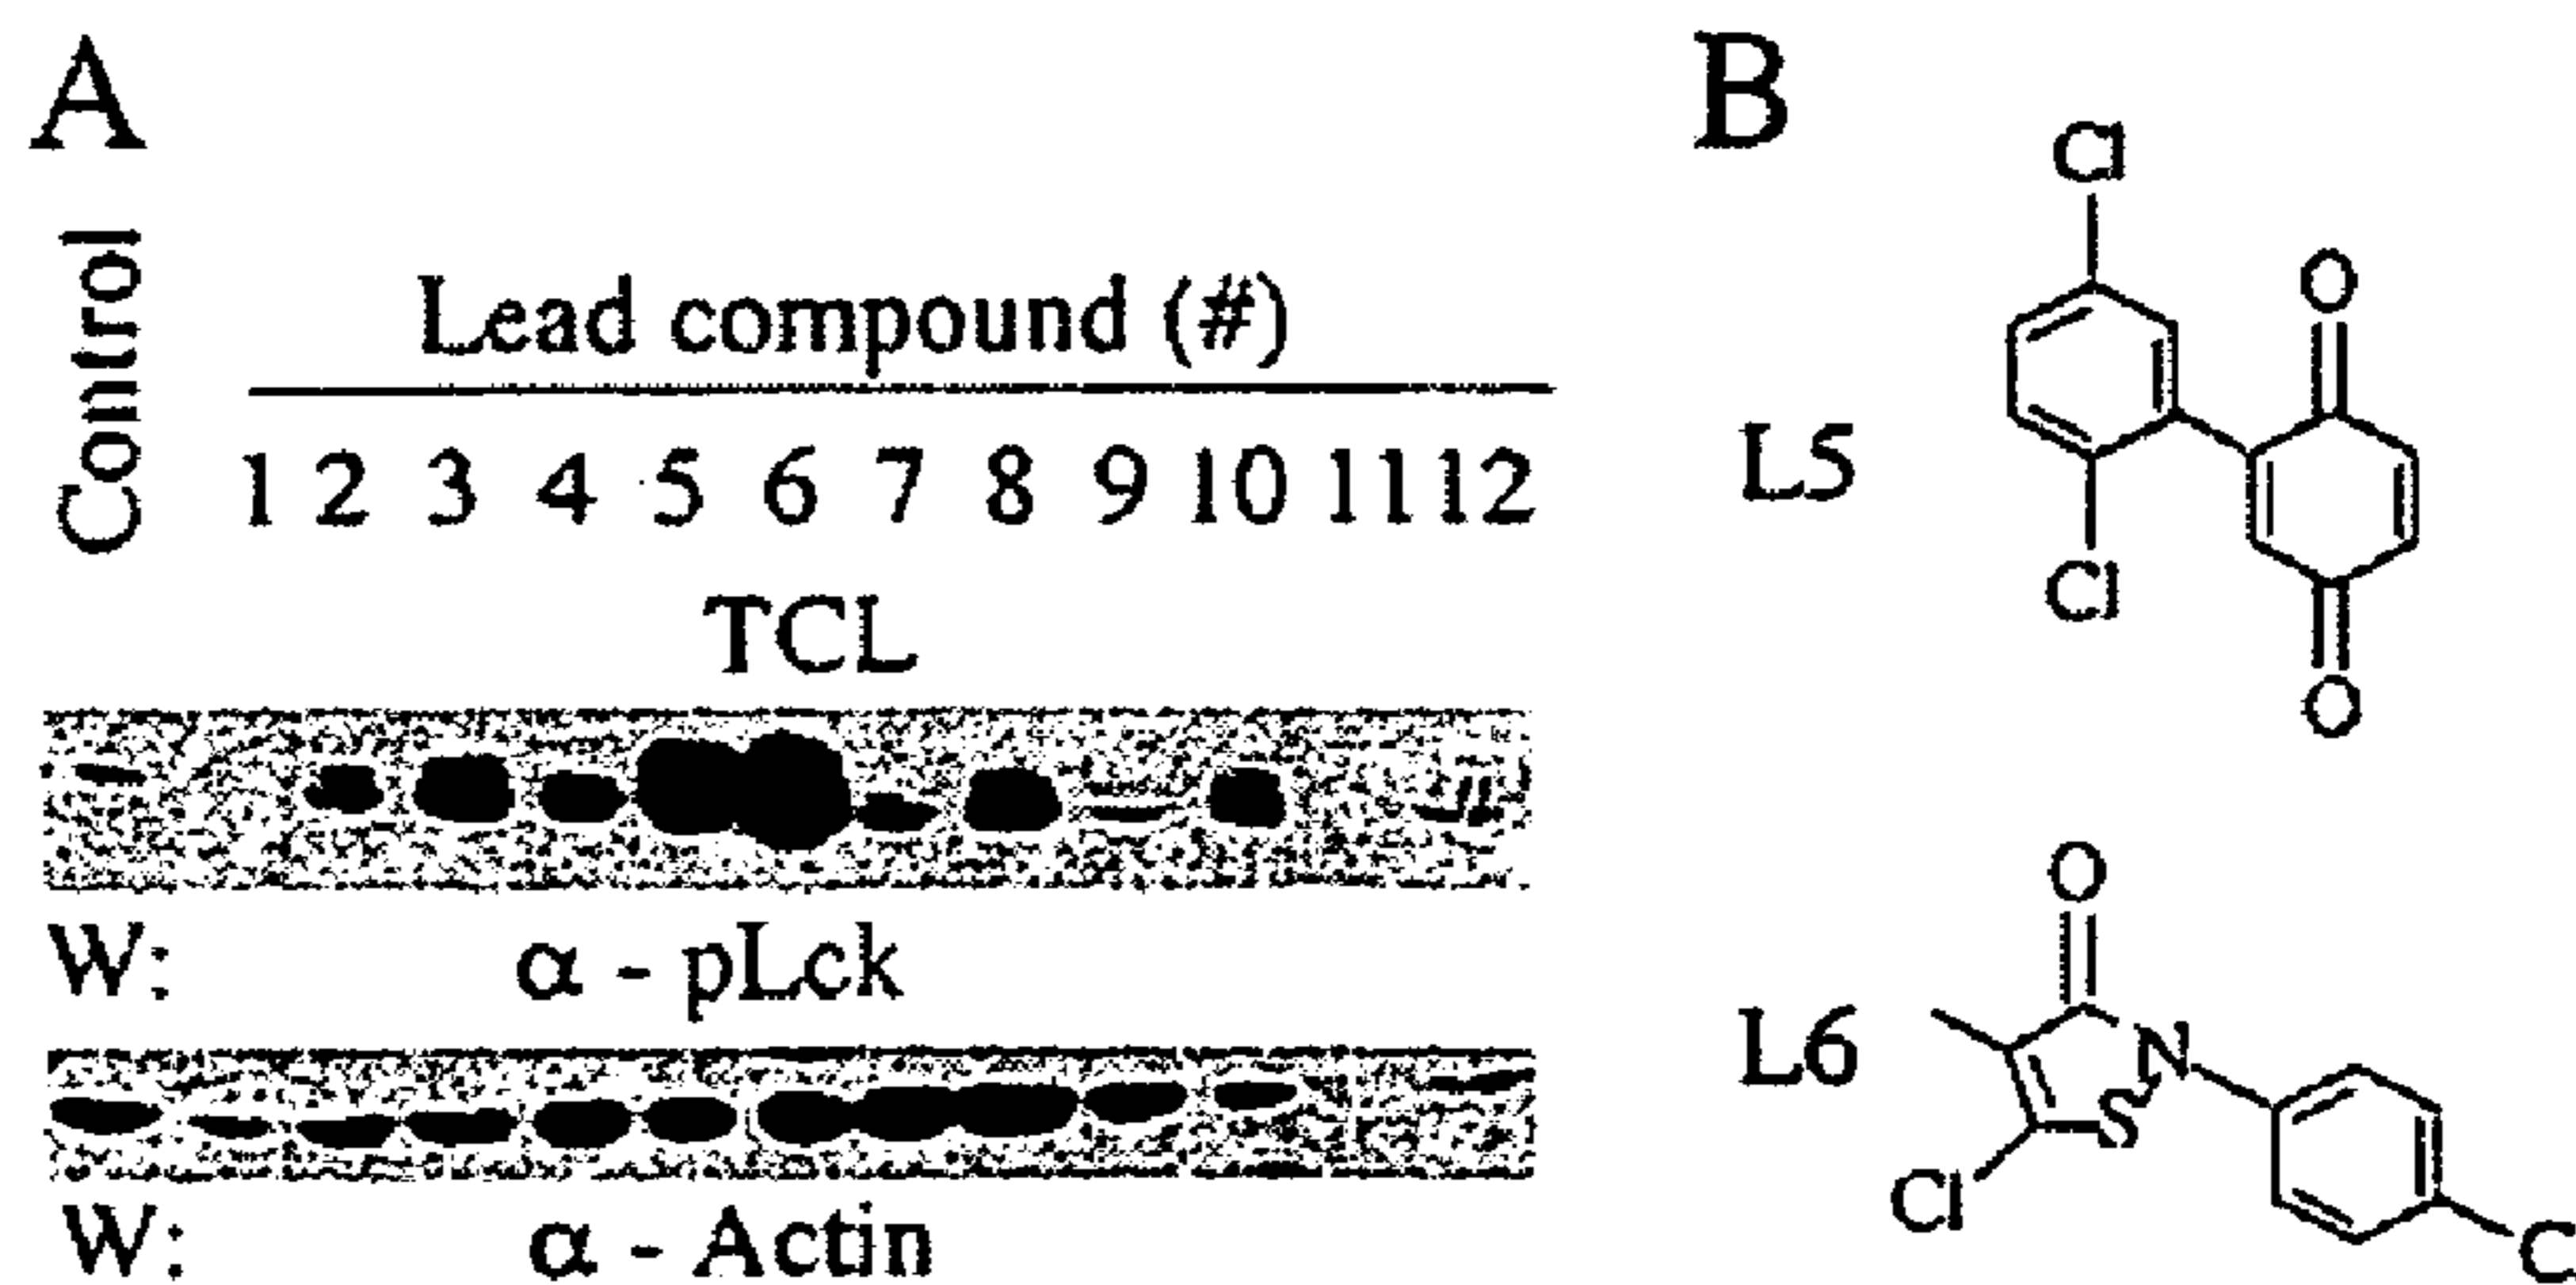 A
Control
Lead compound (#)
1 2 3 4 5 6 7 8 9 10 11 12
TCL
W: α - pLck
W: α - Actin
B
Cl
O
L5
Cl
O
O
L6
N
S
Cl
C